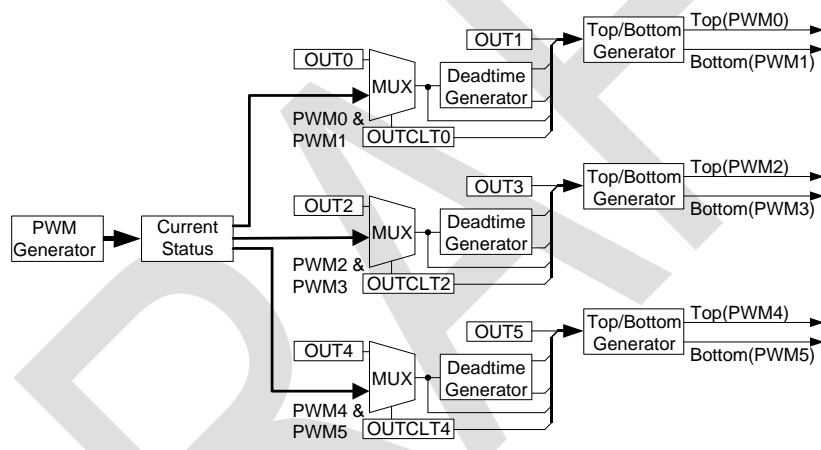 OUT1
Top/Bottom
Generator
Top(PWM0)
Bottom(PWM1)
OUT0
MUX
Deadtime
Generator
PWM0 &
PWM1
OUTCLT0
OUT3
Top/Bottom
Generator
Top(PWM2)
Bottom(PWM3)
OUT2
MUX
Deadtime
Generator
PWM
Generator
Current
Status
PWM2 &
PWM3
OUTCLT2
OUT5
Top/Bottom
Generator
Top(PWM4)
Bottom(PWM5)
OUT4
MUX
Deadtime
Generator
PWM4 &
PWM5
OUTCLT4